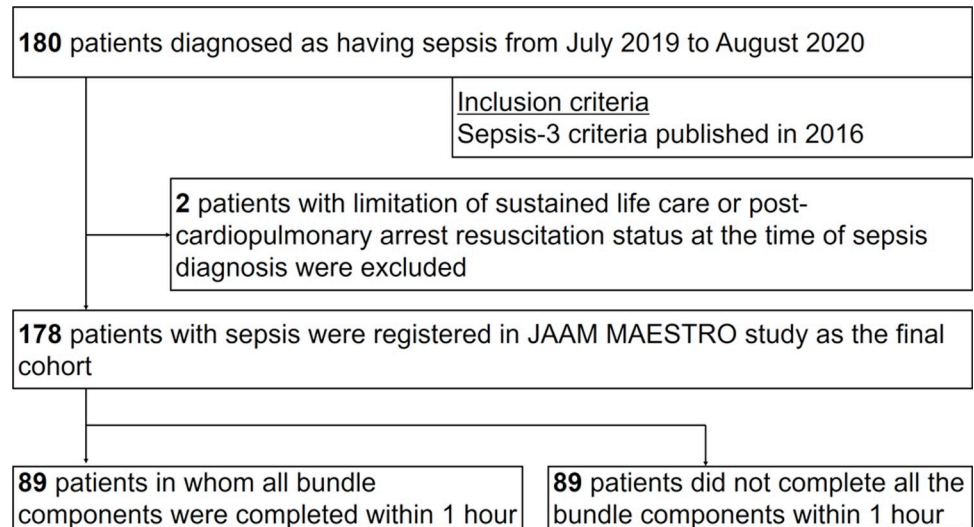 180 patients diagnosed as having sepsis from July 2019 to August 2020
Inclusion criteria
Sepsis-3 criteria published in 2016
2 patients with limitation of sustained life care or post-
cardiopulmonary arrest resuscitation status at the time of sepsis
diagnosis were excluded
178 patients with sepsis were registered in JAAM MAESTRO study as the final
cohort
89 patients in whom all bundle
components were completed within 1 hour
89 patients did not complete all the
bundle components within 1 hour